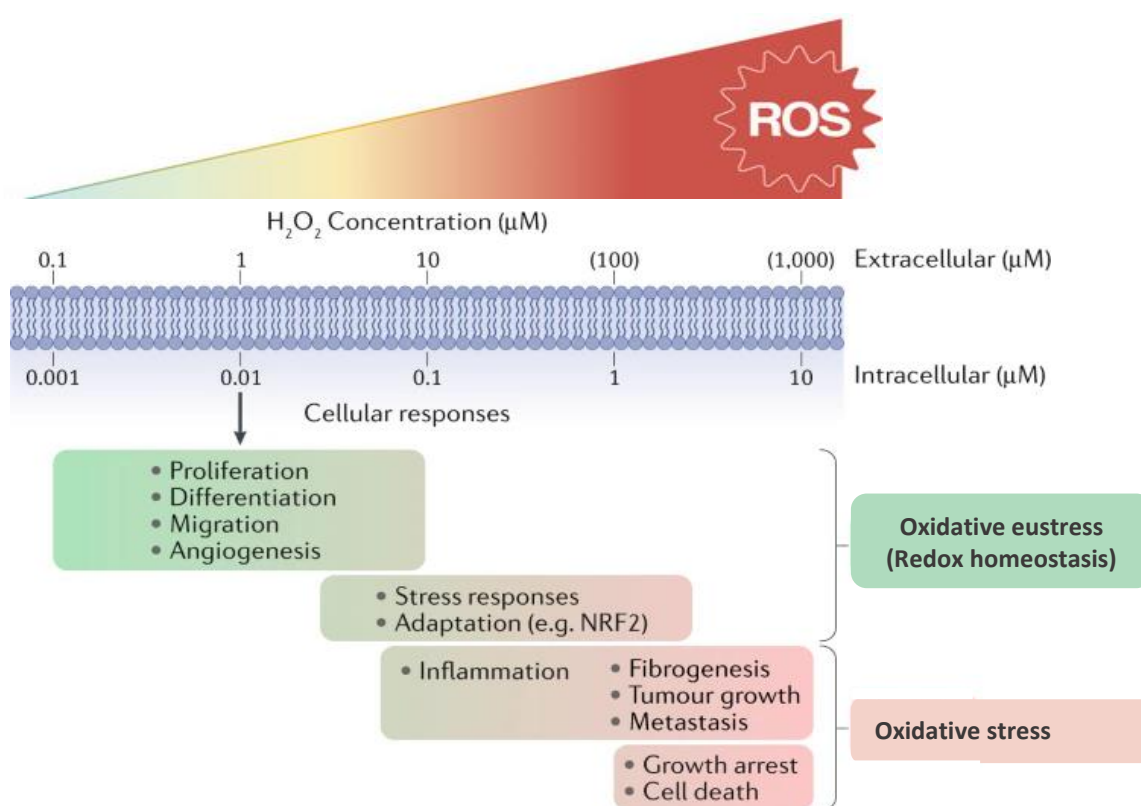 ROS
H₂O₂ Concentration (μM)
0.1 1 10 (100) (1,000) Extracellular (μM)
0.001 0.01 0.1 1 10 Intracellular (μM)
Cellular responses
• Proliferation
• Differentiation
• Migration
• Angiogenesis
Oxidative eustress
(Redox homeostasis)
• Stress responses
• Adaptation (e.g. NRF2)
• Inflammation
• Fibrogenesis
• Tumour growth
• Metastasis
Oxidative stress
• Growth arrest
• Cell death